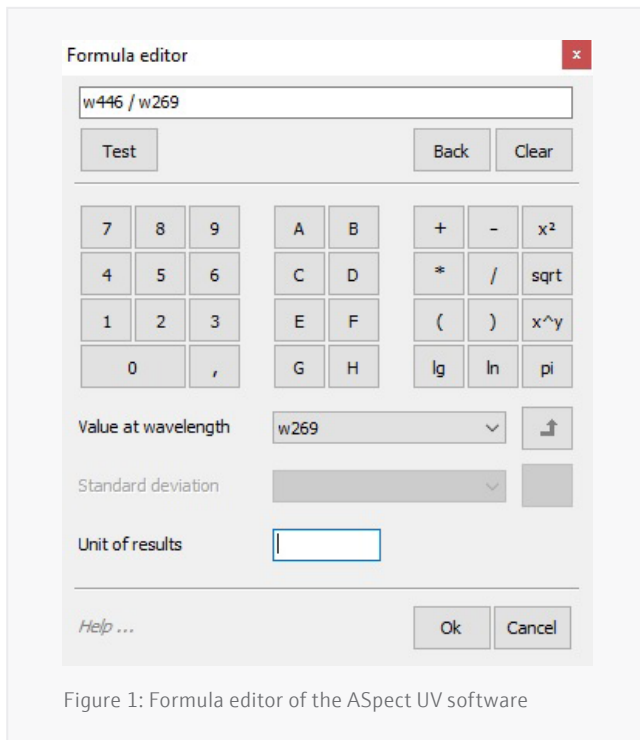 Formula editor x
w446 / w269
Test Back Clear
7 8 9 A B + - x²
4 5 6 C D * / sqrt
1 2 3 E F ( ) x^y
0 , G H lg ln pi
Value at wavelength w269
Standard deviation
Unit of results
Help ... Ok Cancel
Figure 1: Formula editor of the ASpect UV software